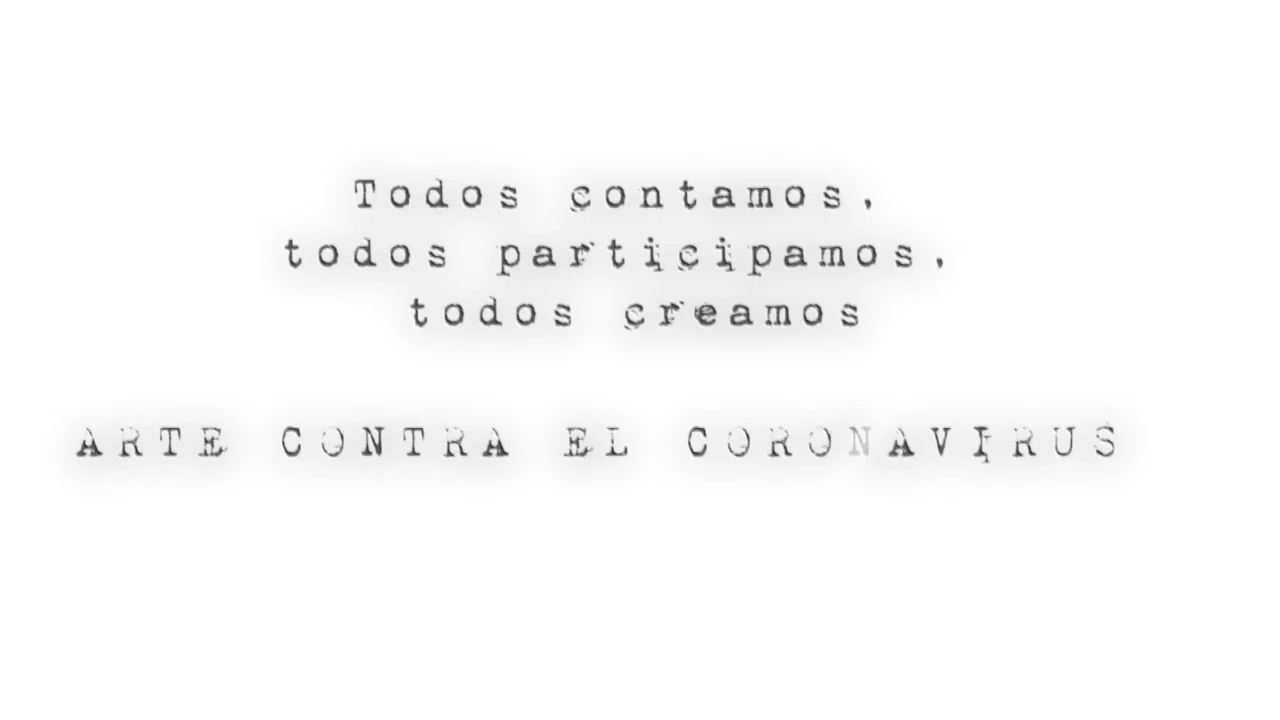 Todos contamos,
todos participamos,
todos creamos
ARTE CONTRA EL CORONAVIRUS